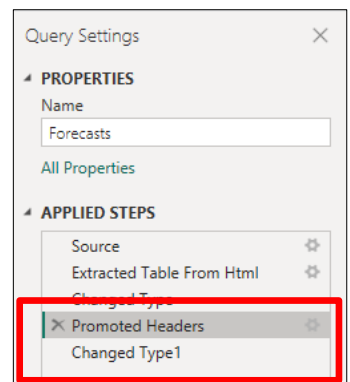 Query Settings
PROPERTIES
Name
Forecasts
All Properties
APPLIED STEPS
Source
Extracted Table From Html
Changed Type
Promoted Headers
Changed Type1